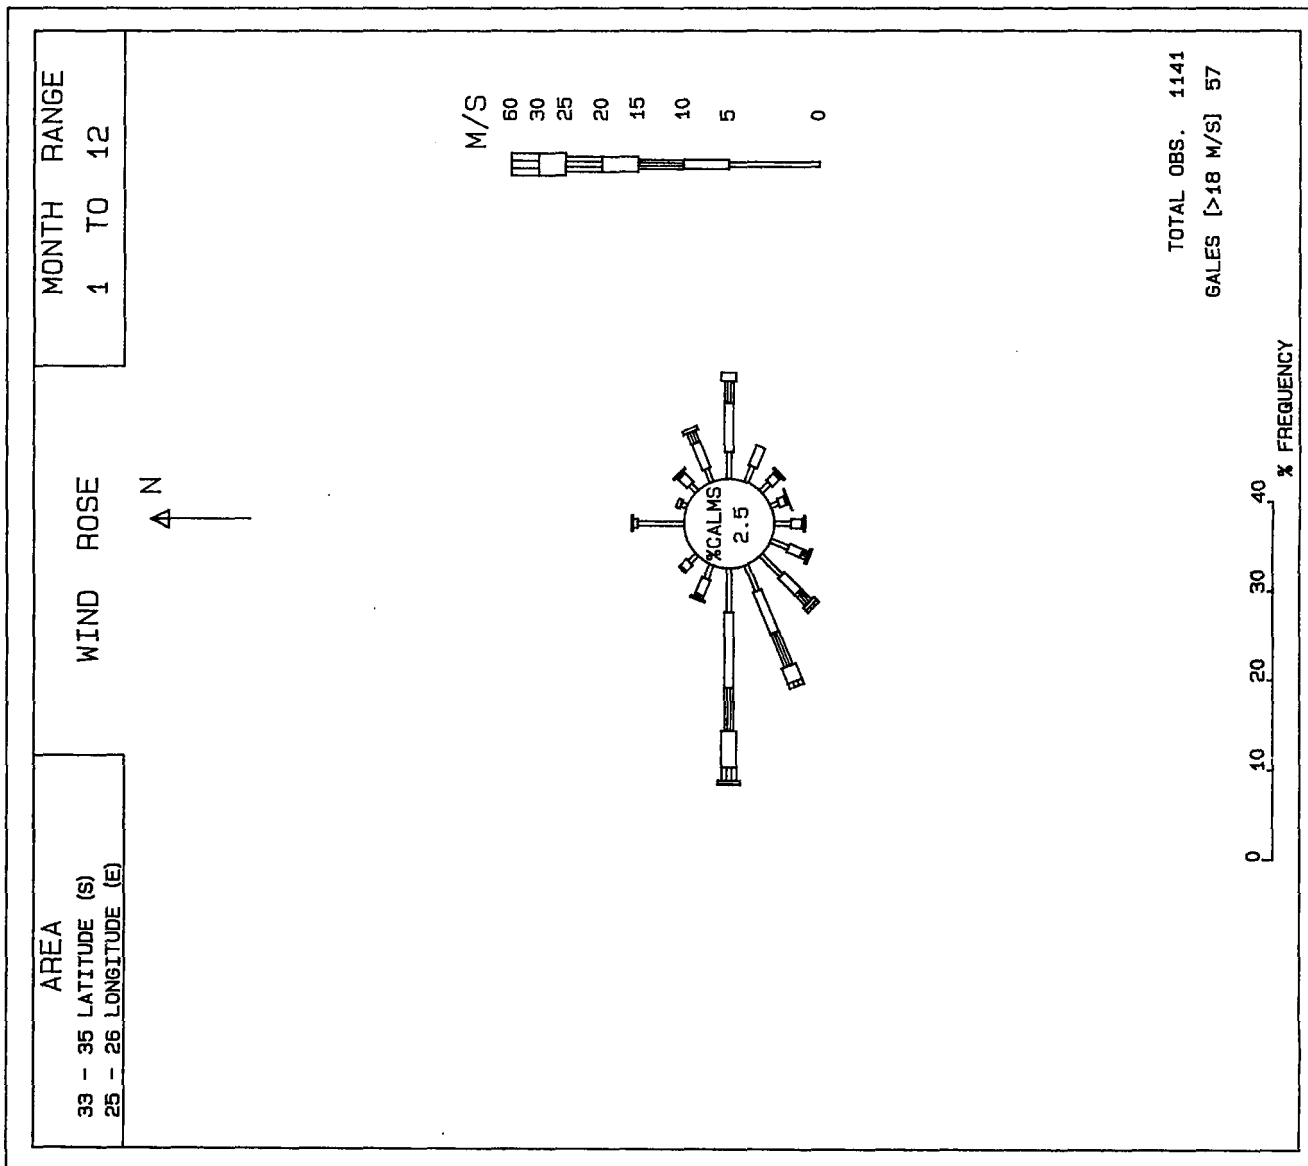 AREA
33 - 35 LATITUDE (S)
25 - 26 LONGITUDE (E)
WIND ROSE
MONTH RANGE
1 TO 12
N
M/S
60
30
25
20
15
10
5
0
%CALMS
2.5
TOTAL OBS. 1141
GALES [>18 M/S] 57
0 10 20 30 40
% FREQUENCY